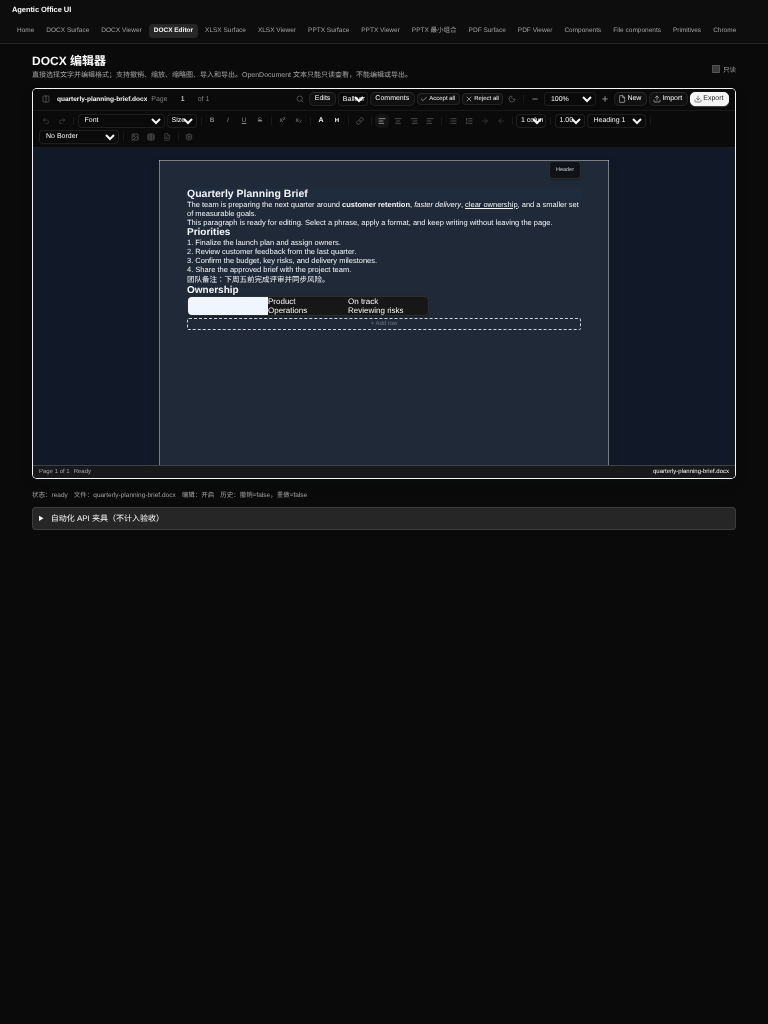 Agentic Office UI
Home DOCX Surface DOCX Viewer DOCX Editor XLSX Surface XLSX Viewer PPTX Surface PPTX Viewer PPTX 最小组合 PDF Surface PDF Viewer Components File components Primitives Chrome
DOCX 编辑器
直接选择文字并编辑格式；支持撤销、缩放、缩略图、导入和导出。OpenDocument 文本只能只读查看，不能编辑或导出。
只读
quarterly-planning-brief.docx Page 1 of 1 Edits Comments Accept all Reject all 100% New Import Export
Font Size B I U S x² x₂ A H 1.00 Heading 1
No Border
Header
Quarterly Planning Brief
The team is preparing the next quarter around customer retention, faster delivery, clear ownership, and a smaller set
of measurable goals.
This paragraph is ready for editing. Select a phrase, apply a format, and keep writing without leaving the page.
Priorities
1. Finalize the launch plan and assign owners.
2. Review customer feedback from the last quarter.
3. Confirm the budget, key risks, and delivery milestones.
4. Share the approved brief with the project team.
团队备注：下周五前完成评审并同步风险。
Ownership
Product On track
Operations Reviewing risks
+ Add row
Page 1 of 1 Ready quarterly-planning-brief.docx
状态: ready 文件: quarterly-planning-brief.docx 编辑: 开启 历史: 撤销=false，重做=false
自动化 API 夹具（不计入验收）